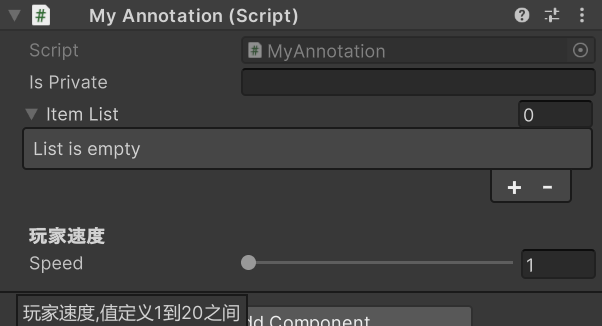 My Annotation (Script)
Script
MyAnnotation
Is Private
Item List
0
List is empty
+ -
玩家速度
Speed
1
玩家速度,值定义1到20之间
dd Component